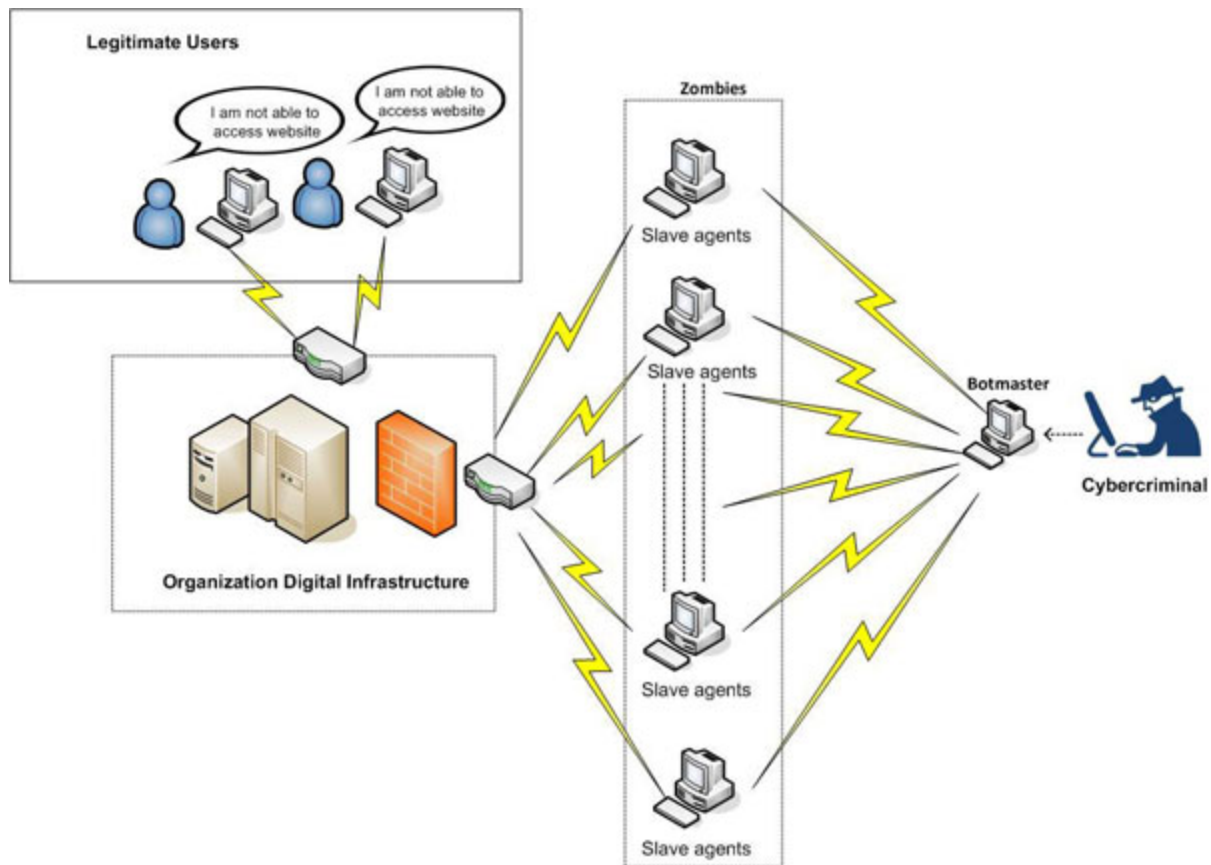 Legitimate Users
I am not able to
access website
I am not able to
access website
Zombies
Slave agents
Slave agents
Botmaster
Cybercriminal
Organization Digital Infrastructure
Slave agents
Slave agents